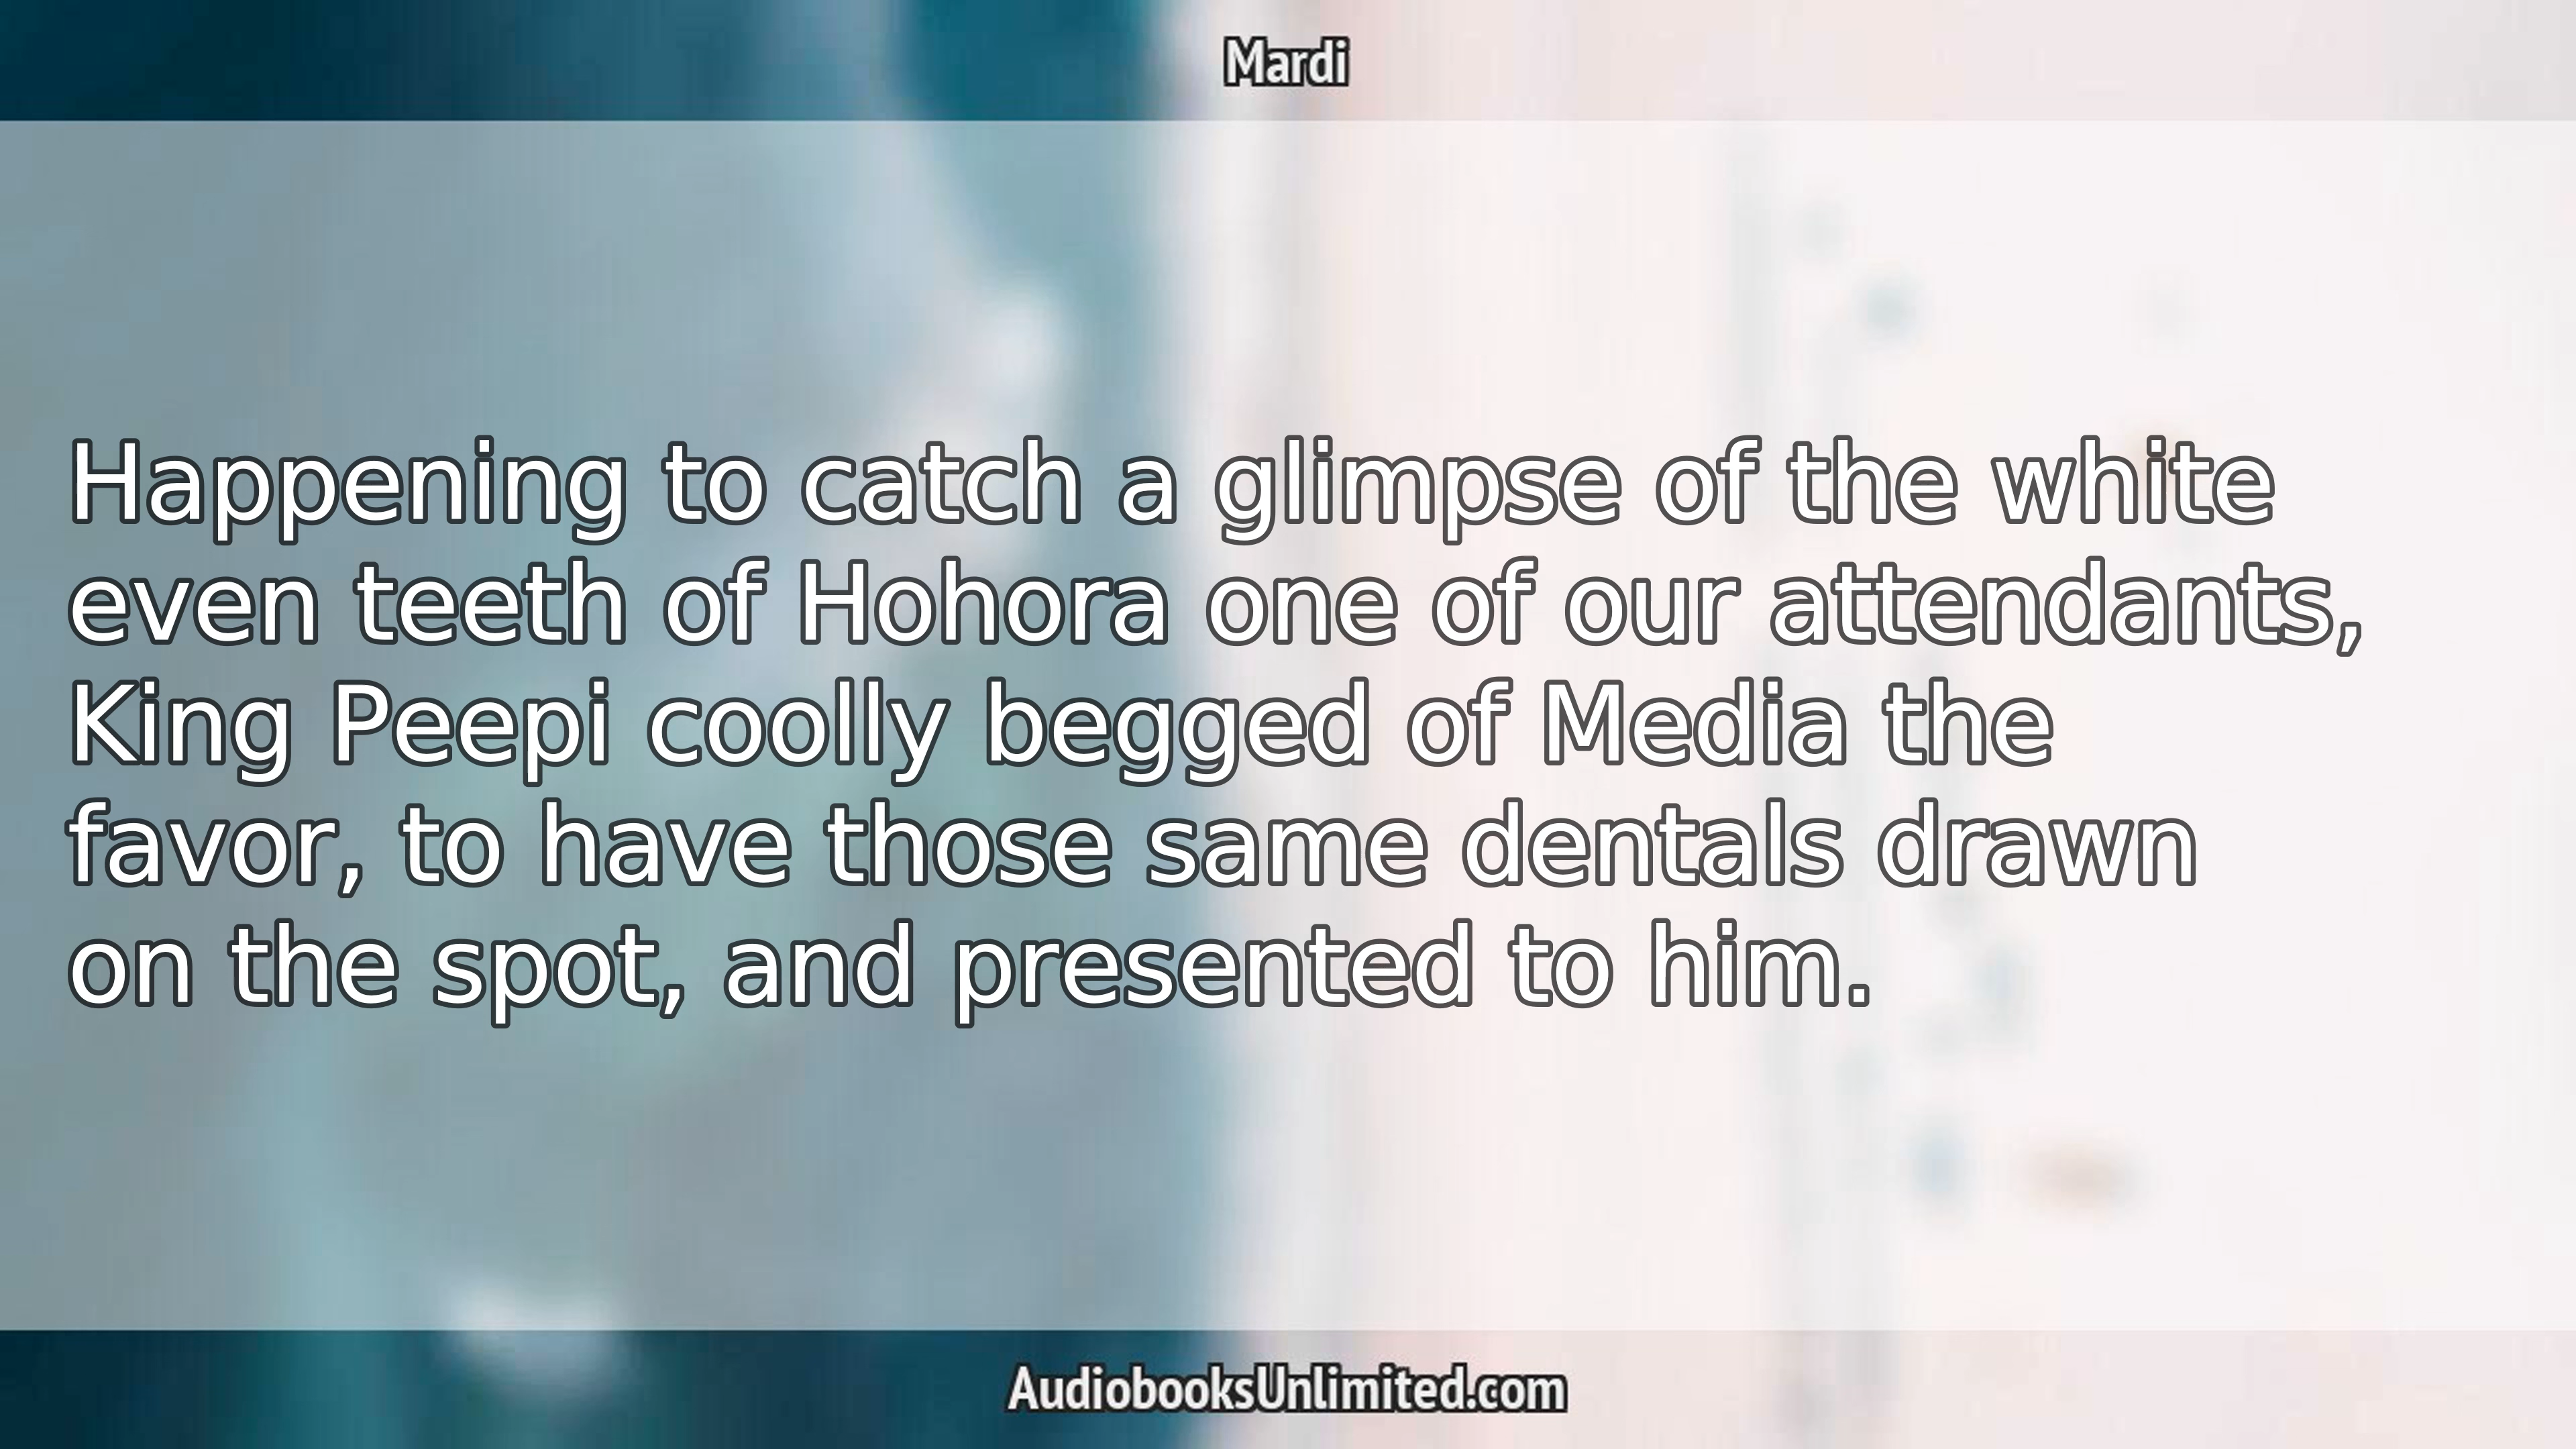 Mardi
Happening to catch a glimpse of the white
even teeth of Hohora one of our attendants,
King Peepi coolly begged of Media the
favor, to have those same dentals drawn
on the spot, and presented to him.
AudiobooksUnlimited.com